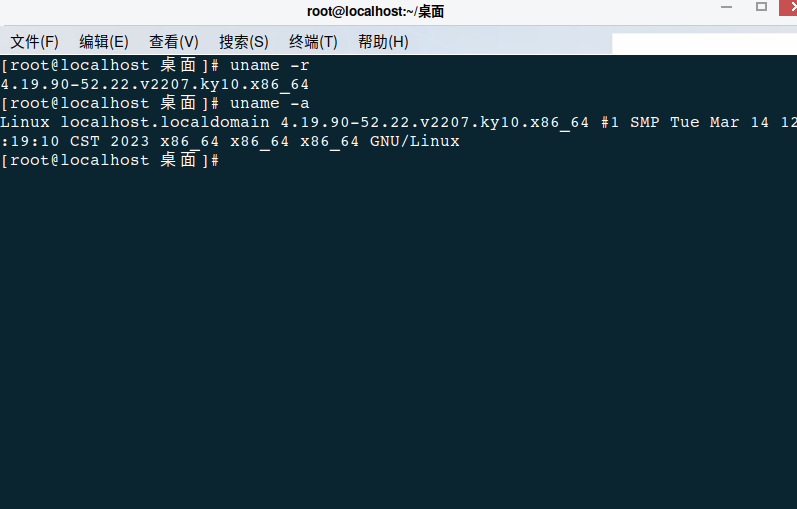 root@localhost:~/桌面
文件(F) 编辑(E) 查看(V) 搜索(S) 终端(T) 帮助(H)
[root@localhost 桌面]# uname -r
4.19.90-52.22.v2207.ky10.x86_64
[root@localhost 桌面]# uname -a
Linux localhost.localdomain 4.19.90-52.22.v2207.ky10.x86_64 #1 SMP Tue Mar 14 12
:19:10 CST 2023 x86_64 x86_64 x86_64 GNU/Linux
[root@localhost 桌面]#